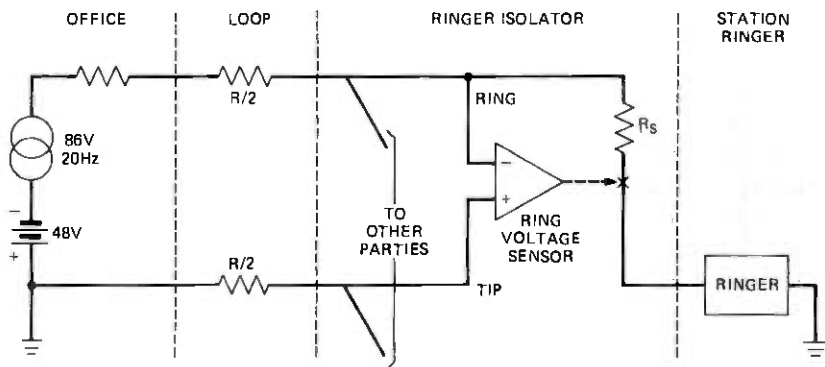 OFFICE
LOOP
RINGER ISOLATOR
STATION
RINGER
R/2
RING
RS
86V
20Hz
−
+
−
48V
+
TO
OTHER
PARTIES
RING
VOLTAGE
SENSOR
R/2
TIP
RINGER